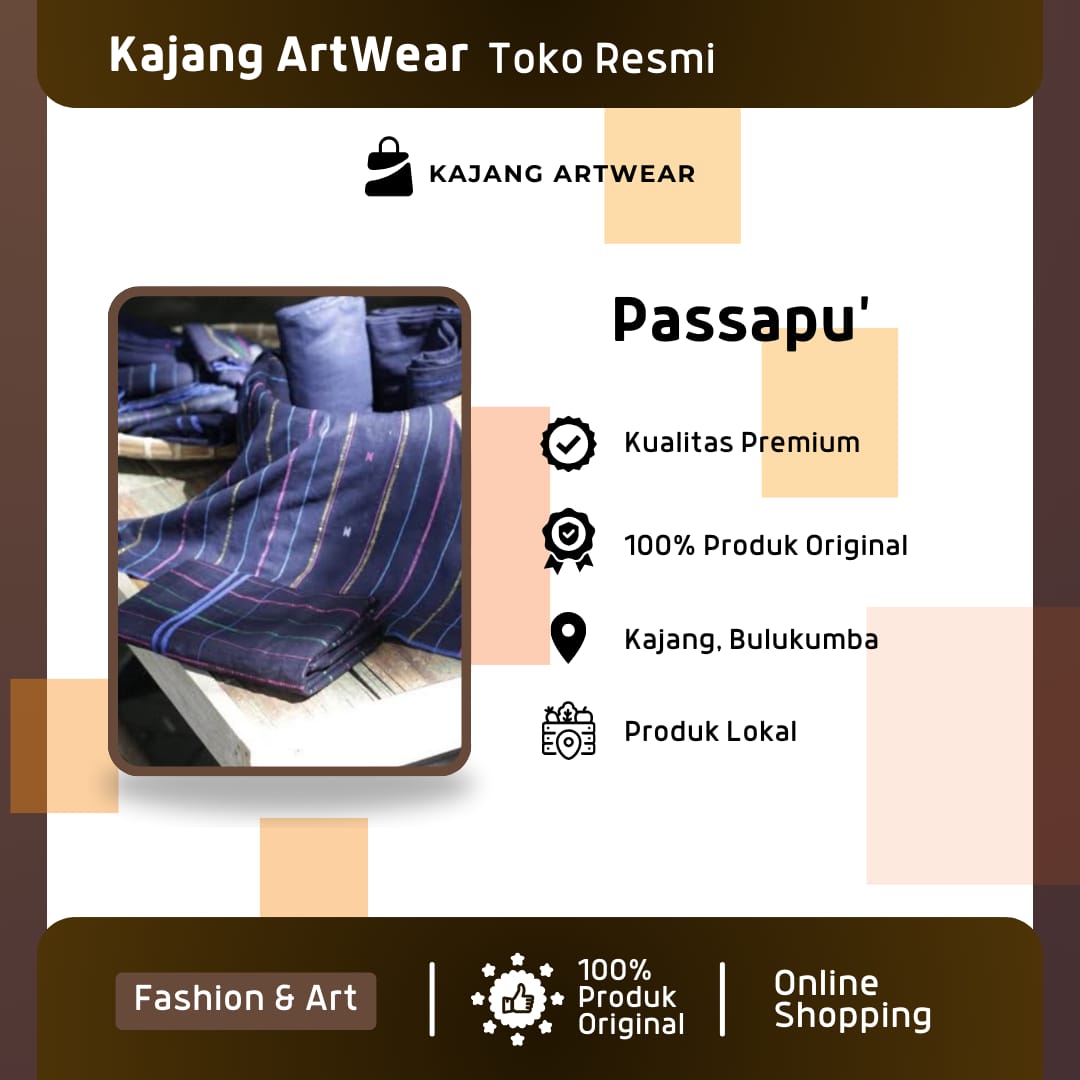 Kajang ArtWear Toko Resmi
KAJANG ARTWEAR
Passapu'
Kualitas Premium
100% Produk Original
Kajang, Bulukumba
Produk Lokal
Fashion & Art
100%
Produk
Original
Online
Shopping